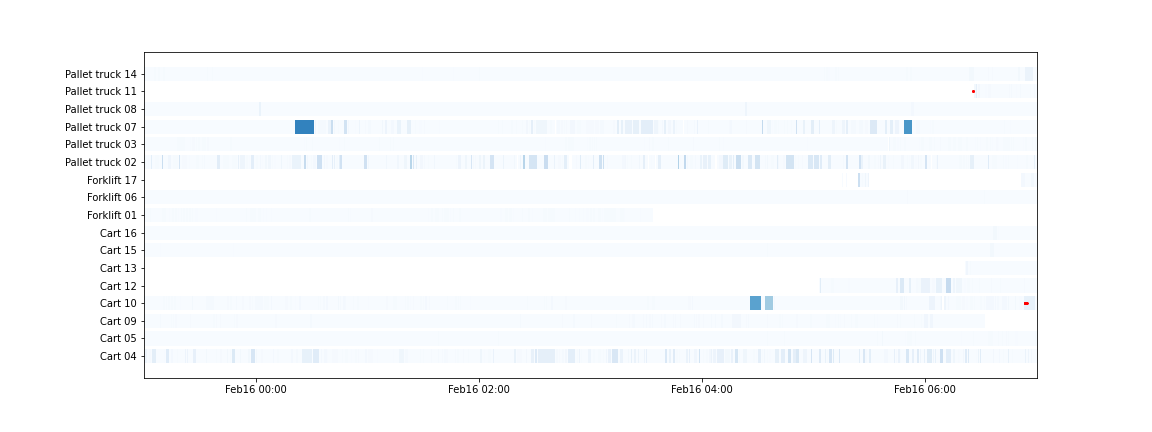 Pallet truck 14
Pallet truck 11
Pallet truck 08
Pallet truck 07
Pallet truck 03
Pallet truck 02
Forklift 17
Forklift 06
Forklift 01
Cart 16
Cart 15
Cart 13
Cart 12
Cart 10
Cart 09
Cart 05
Cart 04
Feb16 00:00
Feb16 02:00
Feb16 04:00
Feb16 06:00